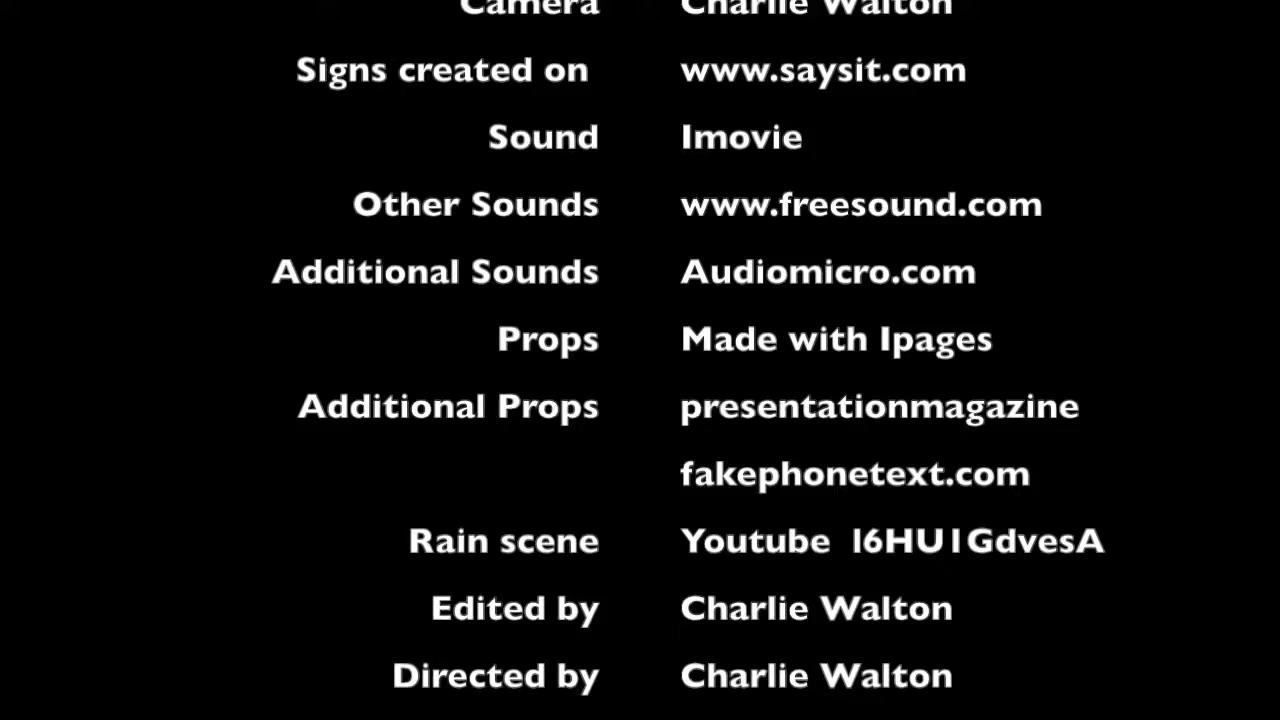 Camera Charlie Walton
Signs created on www.saysit.com
Sound Imovie
Other Sounds www.freesound.com
Additional Sounds Audiomicro.com
Props Made with Ipages
Additional Props presentationmagazine
fakephonetext.com
Rain scene Youtube I6HU1GdvesA
Edited by Charlie Walton
Directed by Charlie Walton